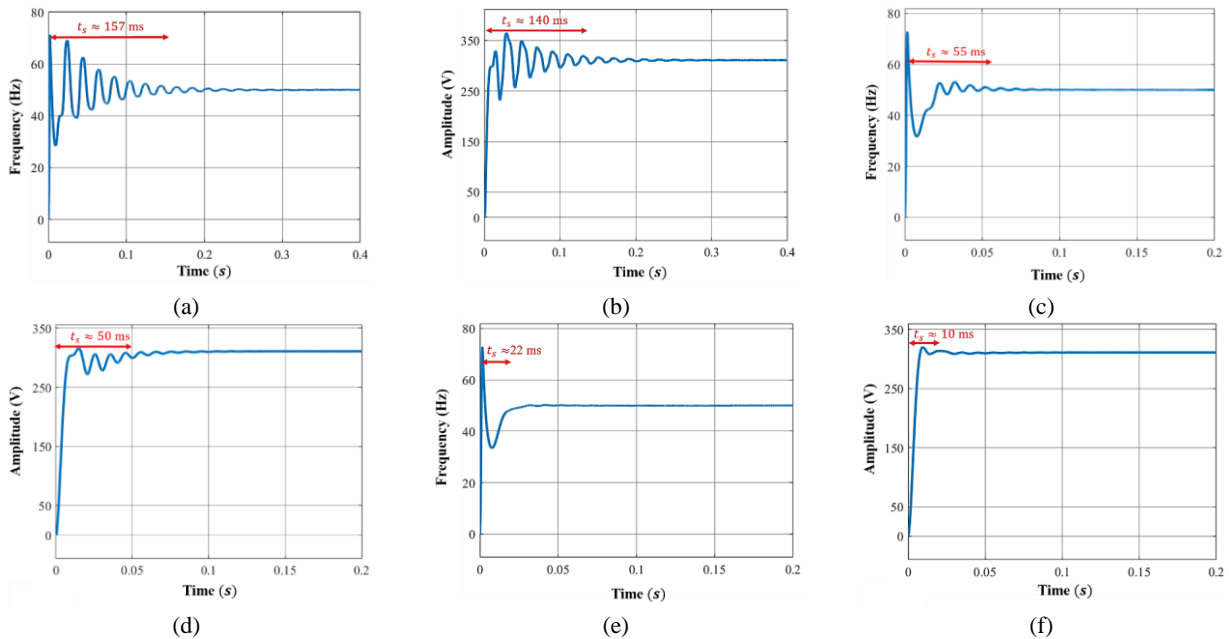 t_s ≈ 157 ms
80
60
40
20
0
Frequency (Hz)
0 0.1 0.2 0.3 0.4
Time (s)
(a)
t_s ≈ 140 ms
350
250
150
50
0
Amplitude (V)
0 0.1 0.2 0.3 0.4
Time (s)
(b)
t_s ≈ 55 ms
80
60
40
20
0
Frequency (Hz)
0 0.05 0.1 0.15 0.2
Time (s)
(c)
t_s ≈ 50 ms
350
250
150
50
0
Amplitude (V)
0 0.05 0.1 0.15 0.2
Time (s)
(d)
t_s ≈22 ms
80
60
40
20
0
Frequency (Hz)
0 0.05 0.1 0.15 0.2
Time (s)
(e)
t_s ≈ 10 ms
350
250
150
50
0
Amplitude (V)
0 0.05 0.1 0.15 0.2
Time (s)
(f)